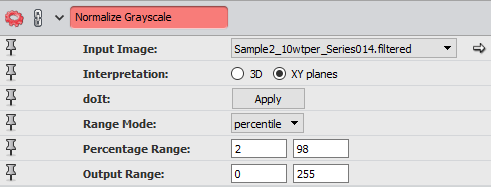 Normalize Grayscale
Input Image: Sample2_10wtper_Series014.filtered
Interpretation: 3D XY planes
doIt: Apply
Range Mode: percentile
Percentage Range: 2 98
Output Range: 0 255